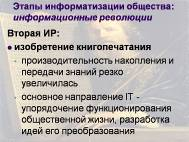 Этапы информатизации общества:
информационные революции
Вторая ИР:
● изобретение книгопечатания
- производительность накопления и
передачи знаний резко
увеличилась
- основное направление IT -
упорядочение функционирования
общественной жизни, разработка
идей его преобразования